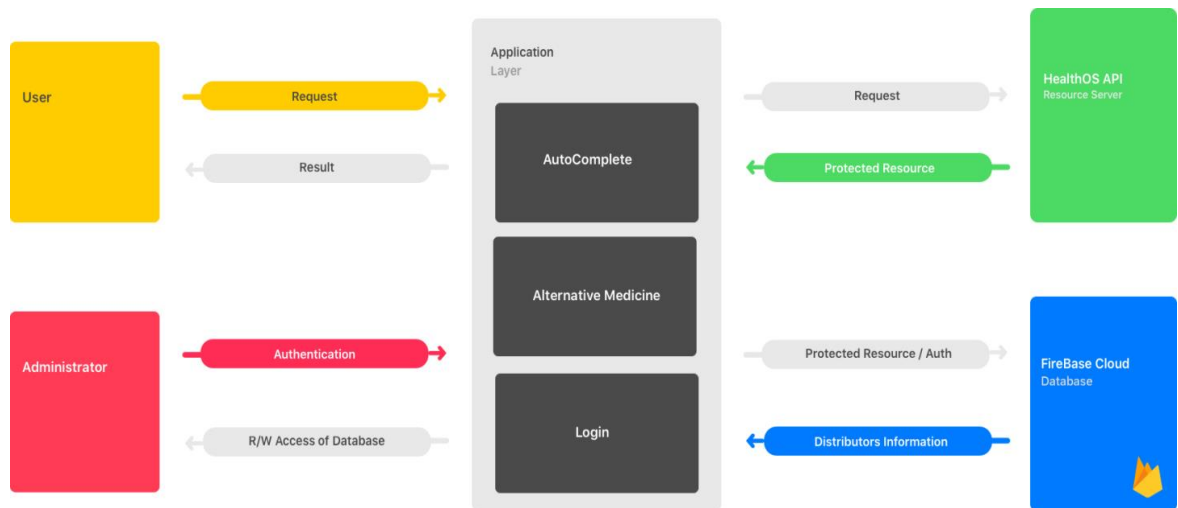 User
Request
Result
Administrator
Authentication
R/W Access of Database
Application
Layer
AutoComplete
Alternative Medicine
Login
Request
Protected Resource
Protected Resource / Auth
Distributors Information
HealthOS API
Resource Server
FireBase Cloud
Database